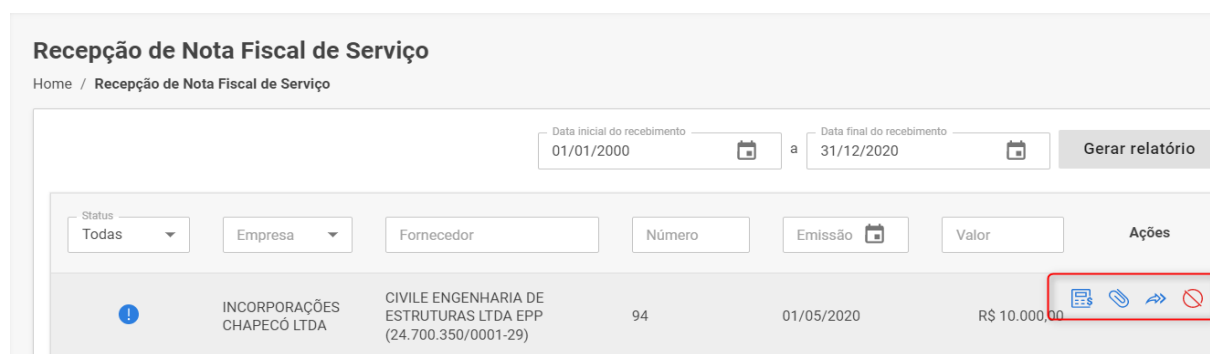 Recepção de Nota Fiscal de Serviço
Home / Recepção de Nota Fiscal de Serviço
Data inicial do recebimento
01/01/2000
a
Data final do recebimento
31/12/2020
Gerar relatório
Status
Todas
Empresa
Fornecedor
Número
Emissão
Valor
Ações
INCORPORAÇÕES
CHAPECÓ LTDA
CIVILE ENGENHARIA DE
ESTRUTURAS LTDA EPP
(24.700.350/0001-29)
94
01/05/2020
R$ 10.000,00